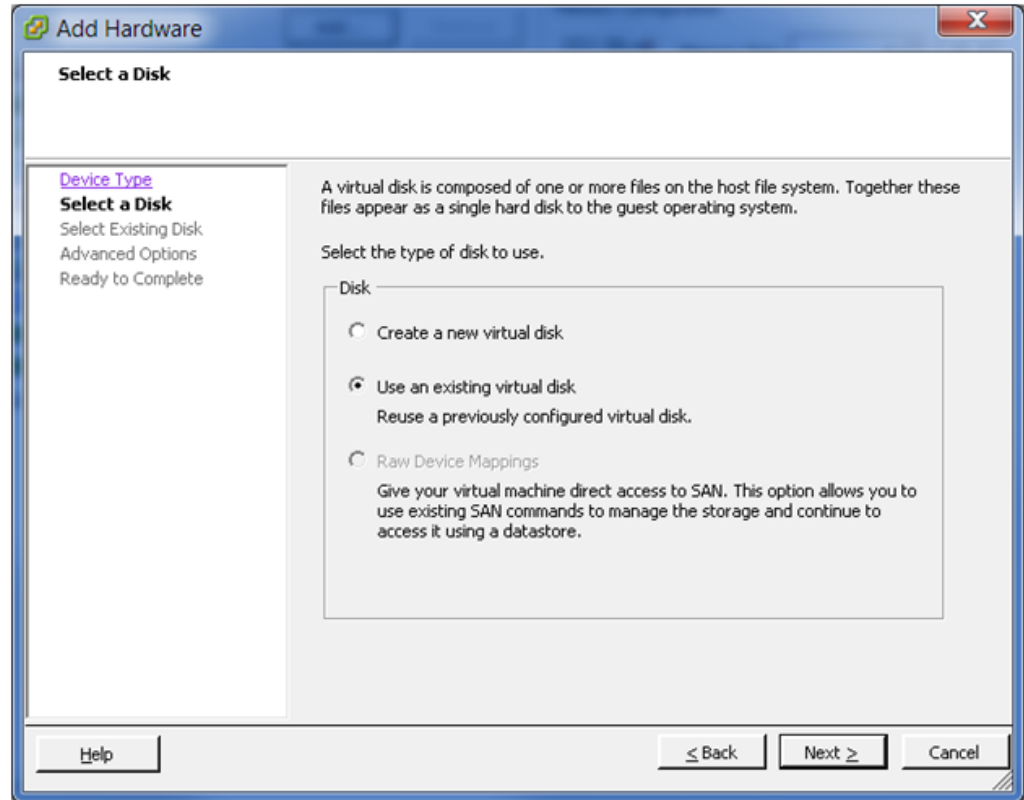 Add Hardware
Select a Disk
Device Type
Select a Disk
Select Existing Disk
Advanced Options
Ready to Complete
A virtual disk is composed of one or more files on the host file system. Together these
files appear as a single hard disk to the guest operating system.
Select the type of disk to use.
Disk
Create a new virtual disk
Use an existing virtual disk
Reuse a previously configured virtual disk.
Raw Device Mappings
Give your virtual machine direct access to SAN. This option allows you to
use existing SAN commands to manage the storage and continue to
access it using a datastore.
Help
< Back
Next >
Cancel